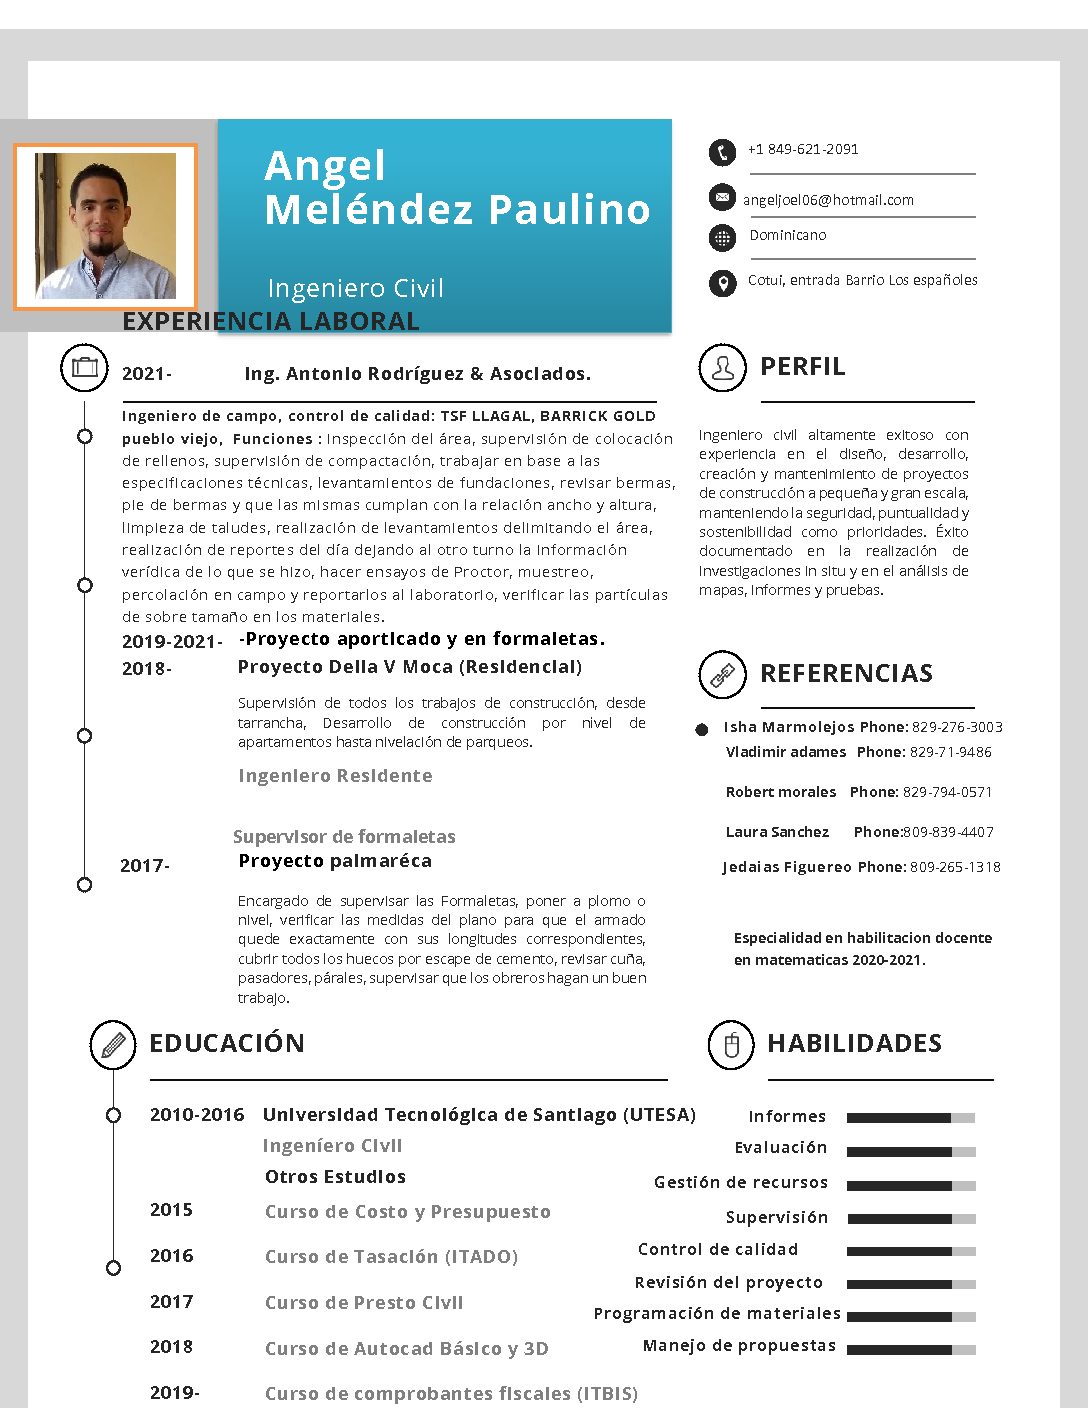 Angel
Meléndez Paulino
Ingeniero Civil
+1 849-621-2091
angeljoel06@hotmail.com
Dominicano
Cotui, entrada Barrio Los españoles
EXPERIENCIA LABORAL
2021- Ing. Antonio Rodríguez & Asociados.
Ingeniero de campo, control de calidad: TSF LLAGAL, BARRICK GOLD
pueblo viejo, Funciones : Inspección del área, supervisión de colocación
de rellenos, supervisión de compactación, trabajar en base a las
especificaciones técnicas, levantamientos de fundaciones, revisar bermas,
pie de bermas y que las mismas cumplan con la relación ancho y altura,
limpieza de taludes, realización de levantamientos delimitando el área,
realización de reportes del día dejando al otro turno la información
verídica de lo que se hizo, hacer ensayos de Proctor, muestreo,
percolación en campo y reportarlos al laboratorio, verificar las partículas
de sobre tamaño en los materiales.
2019-2021- -Proyecto aporticado y en formaletas.
2018- Proyecto Delia V Moca (Residencial)
Supervisión de todos los trabajos de construcción, desde
tarrancha, Desarrollo de construcción por nivel de
apartamentos hasta nivelación de parqueos.
Ingeniero Residente
Supervisor de formaletas
2017- Proyecto palmaréca
Encargado de supervisar las Formaletas, poner a plomo o
nivel, verificar las medidas del plano para que el armado
quede exactamente con sus longitudes correspondientes,
cubrir todos los huecos por escape de cemento, revisar cuña,
pasadores, párales, supervisar que los obreros hagan un buen
trabajo.
PERFIL
Ingeniero civil altamente exitoso con
experiencia en el diseño, desarrollo,
creación y mantenimiento de proyectos
de construcción a pequeña y gran escala,
manteniendo la seguridad, puntualidad y
sostenibilidad como prioridades. Éxito
documentado en la realización de
investigaciones in situ y en el análisis de
mapas, informes y pruebas.
REFERENCIAS
Isha Marmolejos Phone: 829-276-3003
Vladimir adames Phone: 829-71-9486
Robert morales Phone: 829-794-0571
Laura Sanchez Phone:809-839-4407
Jedaias Figuereo Phone: 809-265-1318
Especialidad en habilitacion docente
en matematicas 2020-2021.
EDUCACIÓN
2010-2016 Universidad Tecnológica de Santiago (UTESA)
Ingeníero Civil
Otros Estudios
2015 Curso de Costo y Presupuesto
2016 Curso de Tasación (ITADO)
2017 Curso de Presto Civil
2018 Curso de Autocad Básico y 3D
2019- Curso de comprobantes fiscales (ITBIS)
HABILIDADES
Informes
Evaluación
Gestión de recursos
Supervisión
Control de calidad
Revisión del proyecto
Programación de materiales
Manejo de propuestas